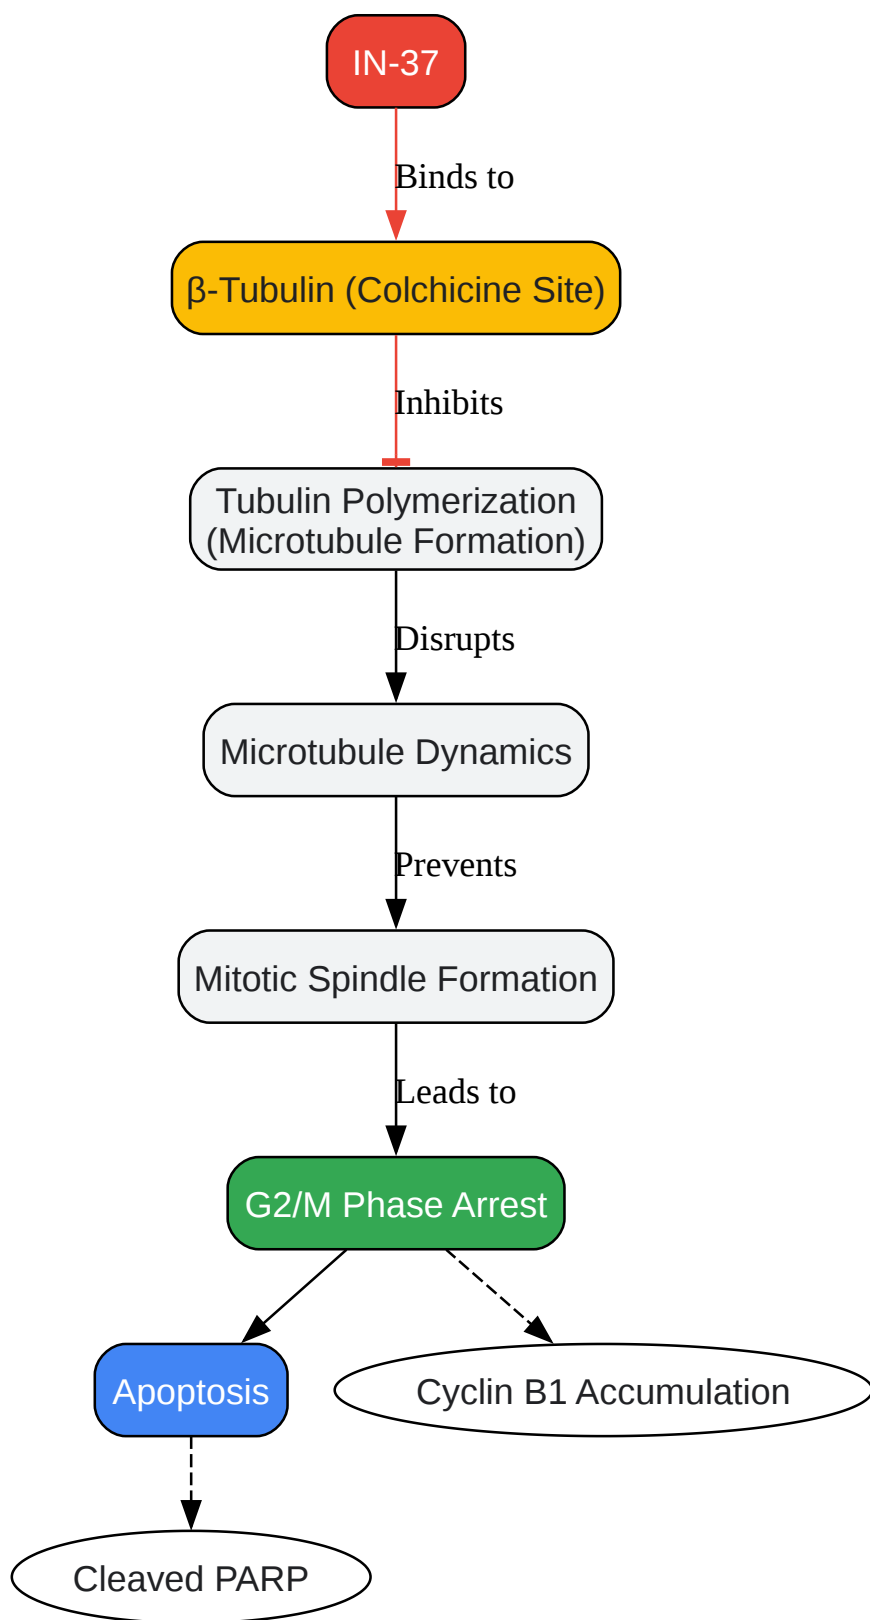 IN-37
Binds to
β-Tubulin (Colchicine Site)
Inhibits
Tubulin Polymerization
(Microtubule Formation)
Disrupts
Microtubule Dynamics
Prevents
Mitotic Spindle Formation
Leads to
G2/M Phase Arrest
Apoptosis
Cyclin B1 Accumulation
Cleaved PARP